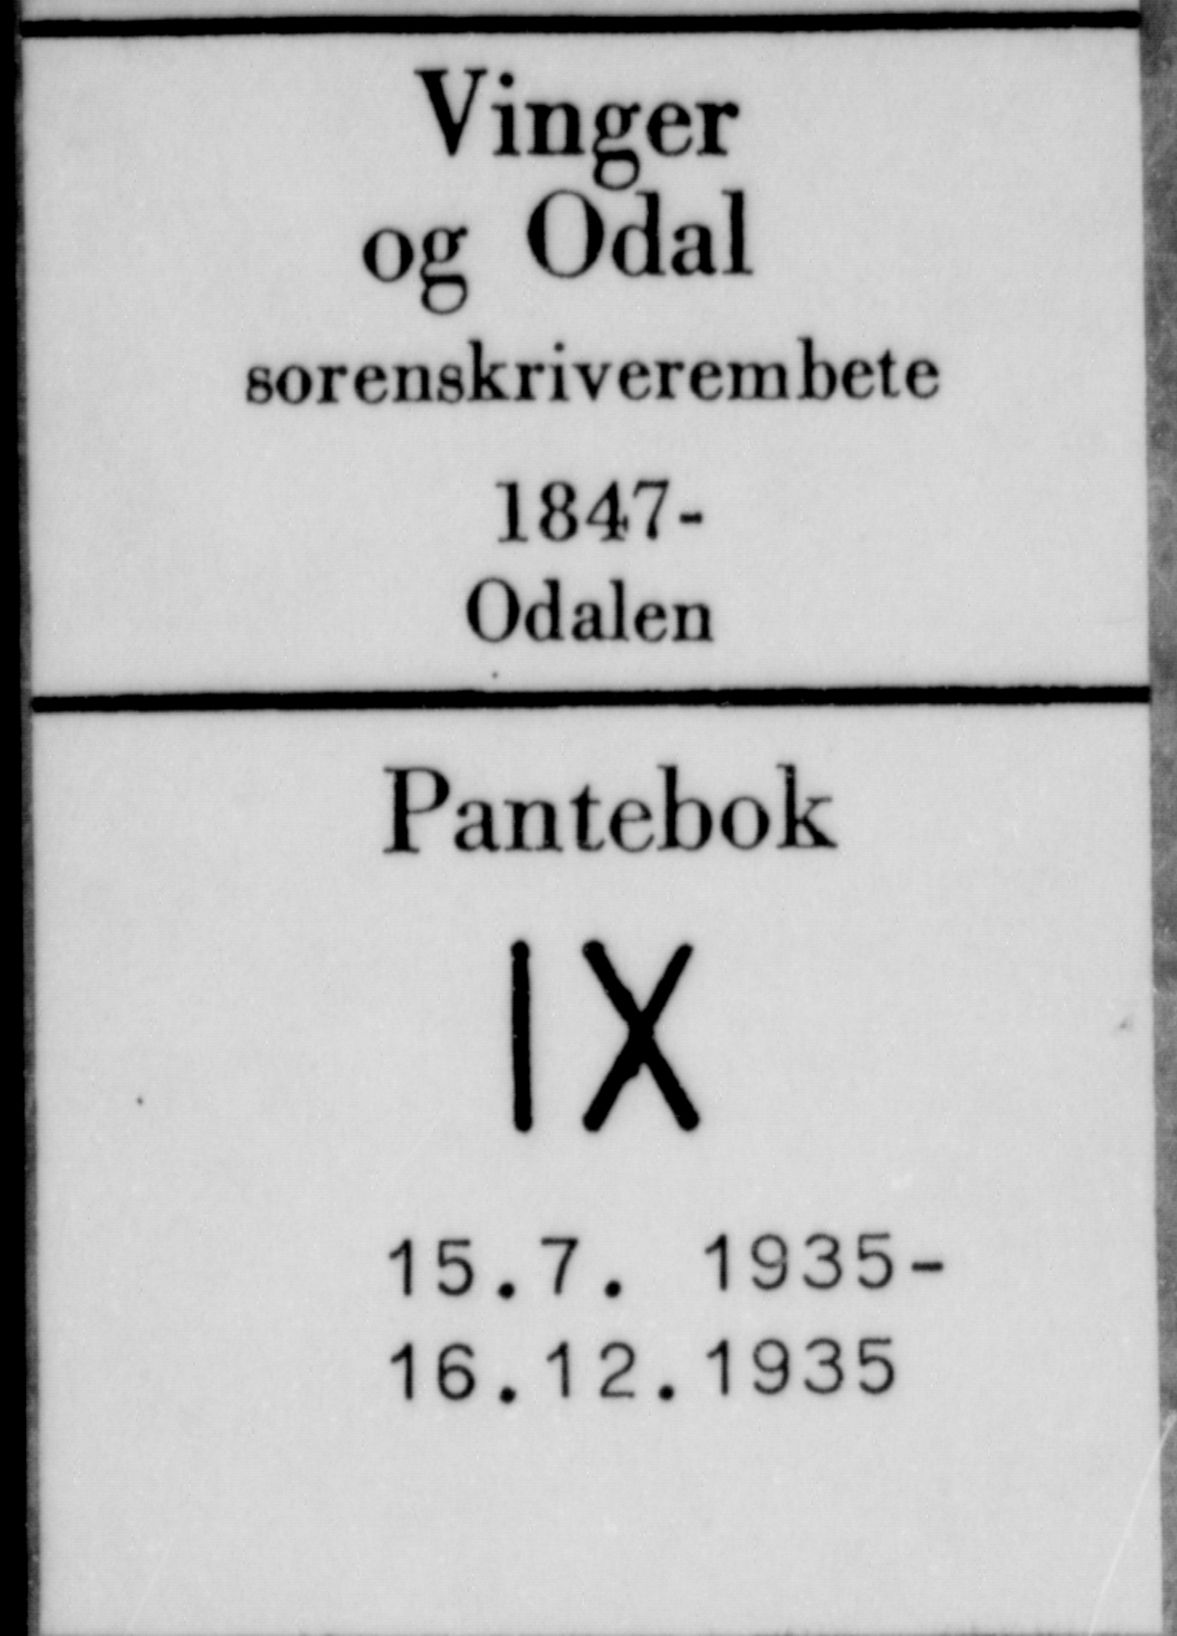 Vinger
og Odal
sorenskriverembete
1847-
Odalen
Pantebok
IX
15.7. 1935-
16.12.1935